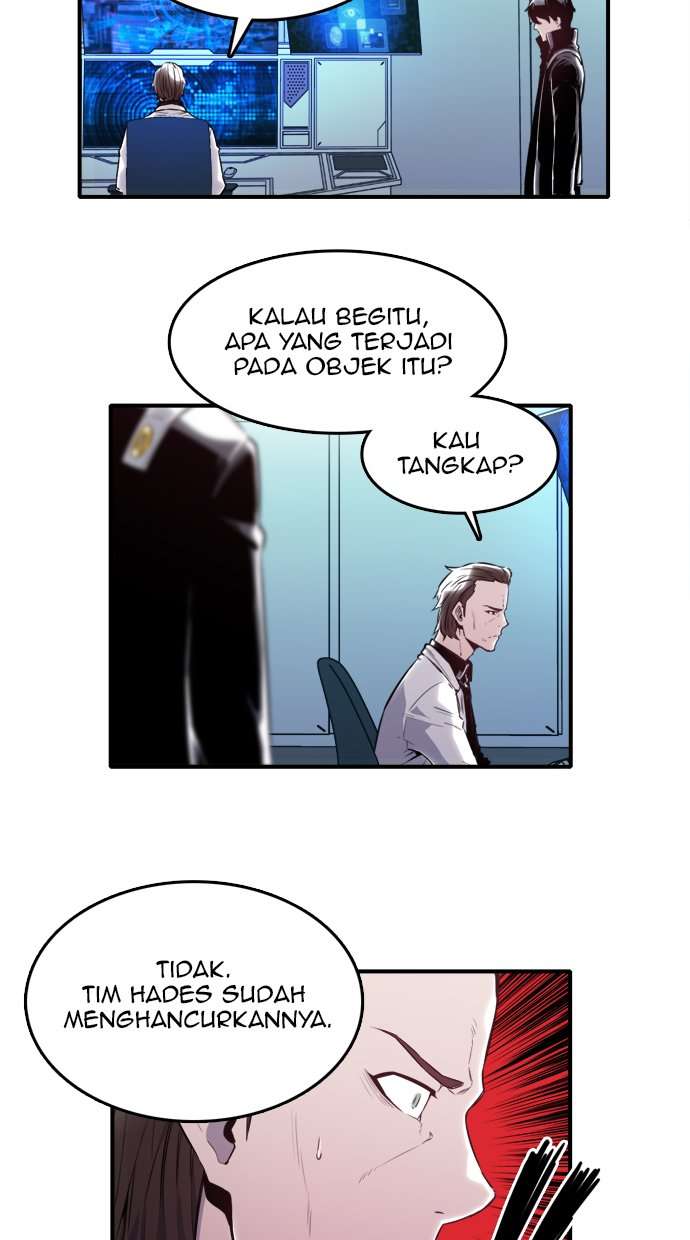 KALAU BEGITU,
APA YANG TERJADI
PADA OBJEK ITU?
KAU
TANGKAP?
TIDAK.
TIM HADES SUDAH
MENGHANCURKANNYA.